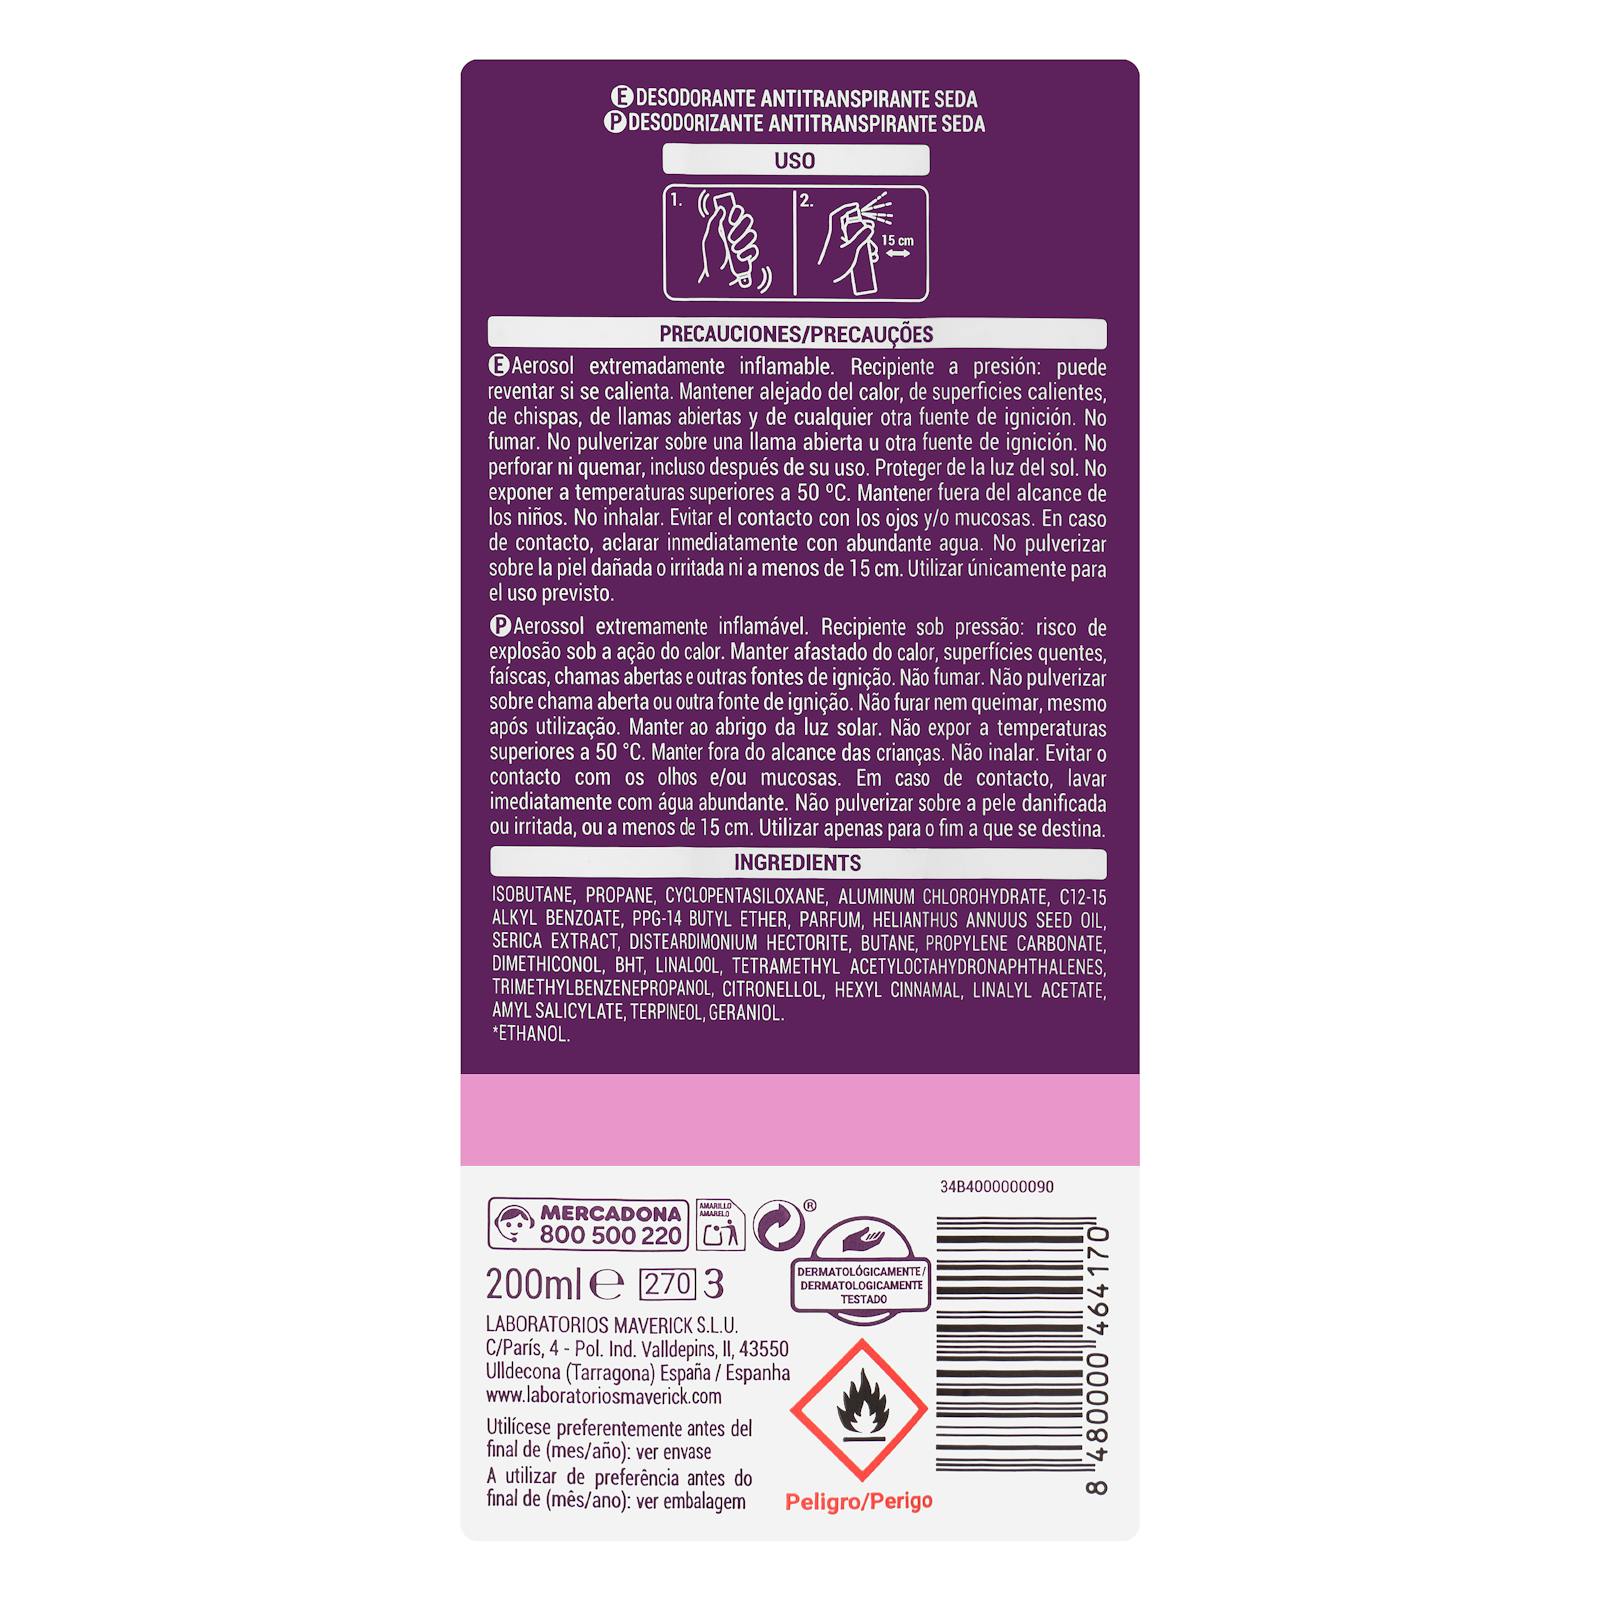 E DESODORANTE ANTITRANSPIRANTE SEDA
P DESODORIZANTE ANTITRANSPIRANTE SEDA
USO
1.
2.
15 cm
PRECAUCIONES/PRECAUÇÕES
E Aerosol extremadamente inflamable. Recipiente a presión: puede
reventar si se calienta. Mantener alejado del calor, de superficies calientes,
de chispas, de llamas abiertas y de cualquier otra fuente de ignición. No
fumar. No pulverizar sobre una llama abierta u otra fuente de ignición. No
perforar ni quemar, incluso después de su uso. Proteger de la luz del sol. No
exponer a temperaturas superiores a 50 ºC. Mantener fuera del alcance de
los niños. No inhalar. Evitar el contacto con los ojos y/o mucosas. En caso
de contacto, aclarar inmediatamente con abundante agua. No pulverizar
sobre la piel dañada o irritada ni a menos de 15 cm. Utilizar únicamente para
el uso previsto.
P Aerossol extremamente inflamável. Recipiente sob pressão: risco de
explosão sob a ação do calor. Manter afastado do calor, superfícies quentes,
faíscas, chamas abertas e outras fontes de ignição. Não fumar. Não pulverizar
sobre chama aberta ou outra fonte de ignição. Não furar nem queimar, mesmo
após utilização. Manter ao abrigo da luz solar. Não expor a temperaturas
superiores a 50 °C. Manter fora do alcance das crianças. Não inalar. Evitar o
contacto com os olhos e/ou mucosas. Em caso de contacto, lavar
imediatamente com água abundante. Não pulverizar sobre a pele danificada
ou irritada, ou a menos de 15 cm. Utilizar apenas para o fim a que se destina.
INGREDIENTS
ISOBUTANE, PROPANE, CYCLOPENTASILOXANE, ALUMINUM CHLOROHYDRATE, C12-15
ALKYL BENZOATE, PPG-14 BUTYL ETHER, PARFUM, HELIANTHUS ANNUUS SEED OIL,
SERICA EXTRACT, DISTEARDIMONIUM HECTORITE, BUTANE, PROPYLENE CARBONATE,
DIMETHICONOL, BHT, LINALOOL, TETRAMETHYL ACETYLOCTAHYDRONAPHTHALENES,
TRIMETHYLBENZENEPROPANOL, CITRONELLOL, HEXYL CINNAMAL, LINALYL ACETATE,
AMYL SALICYLATE, TERPINEOL, GERANIOL.
*ETHANOL.
34B4000000090
MERCADONA
800 500 220
AMARILLO
AMARELO
®
DERMATOLÓGICAMENTE/
DERMATOLOGICAMENTE
TESTADO
200ml e 270 3
LABORATORIOS MAVERICK S.L.U.
C/París, 4 - Pol. Ind. Valldepins, II, 43550
Ulldecona (Tarragona) España / Espanha
www.laboratoriosmaverick.com
Utilícese preferentemente antes del
final de (mes/año): ver envase
A utilizar de preferência antes do
final de (mês/ano): ver embalagem
Peligro/Perigo
8 480000 464170